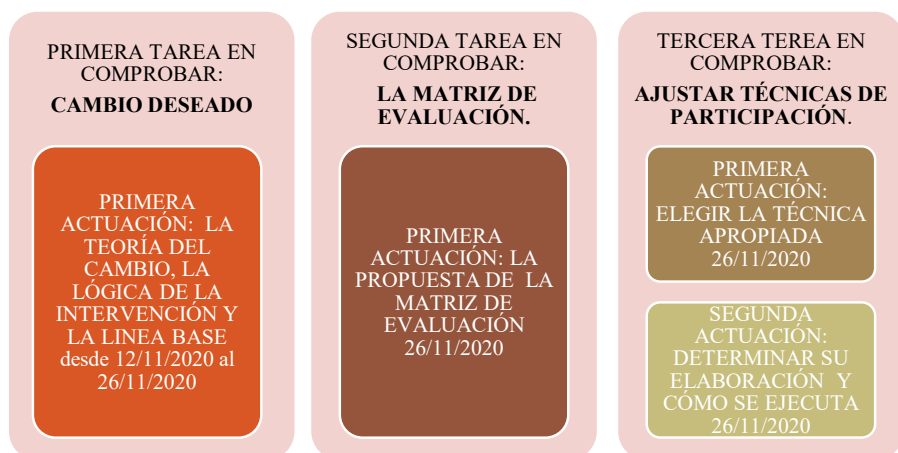 PRIMERA TAREA EN
COMPROBAR:
CAMBIO DESEADO
PRIMERA
ACTUACIÓN: LA
TEORÍA DEL
CAMBIO, LA
LÓGICA DE LA
INTERVENCIÓN Y
LA LINEA BASE
desde 12/11/2020 al
26/11/2020
SEGUNDA TAREA EN
COMPROBAR:
LA MATRIZ DE
EVALUACIÓN.
PRIMERA
ACTUACIÓN: LA
PROPUESTA DE LA
MATRIZ DE
EVALUACIÓN
26/11/2020
TERCERA TEREA EN
COMPROBAR:
AJUSTAR TÉCNICAS DE
PARTICIPACIÓN.
PRIMERA
ACTUACIÓN:
ELEGIR LA TÉCNICA
APROPIADA
26/11/2020
SEGUNDA
ACTUACIÓN:
DETERMINAR SU
ELABORACIÓN Y
CÓMO SE EJECUTA
26/11/2020